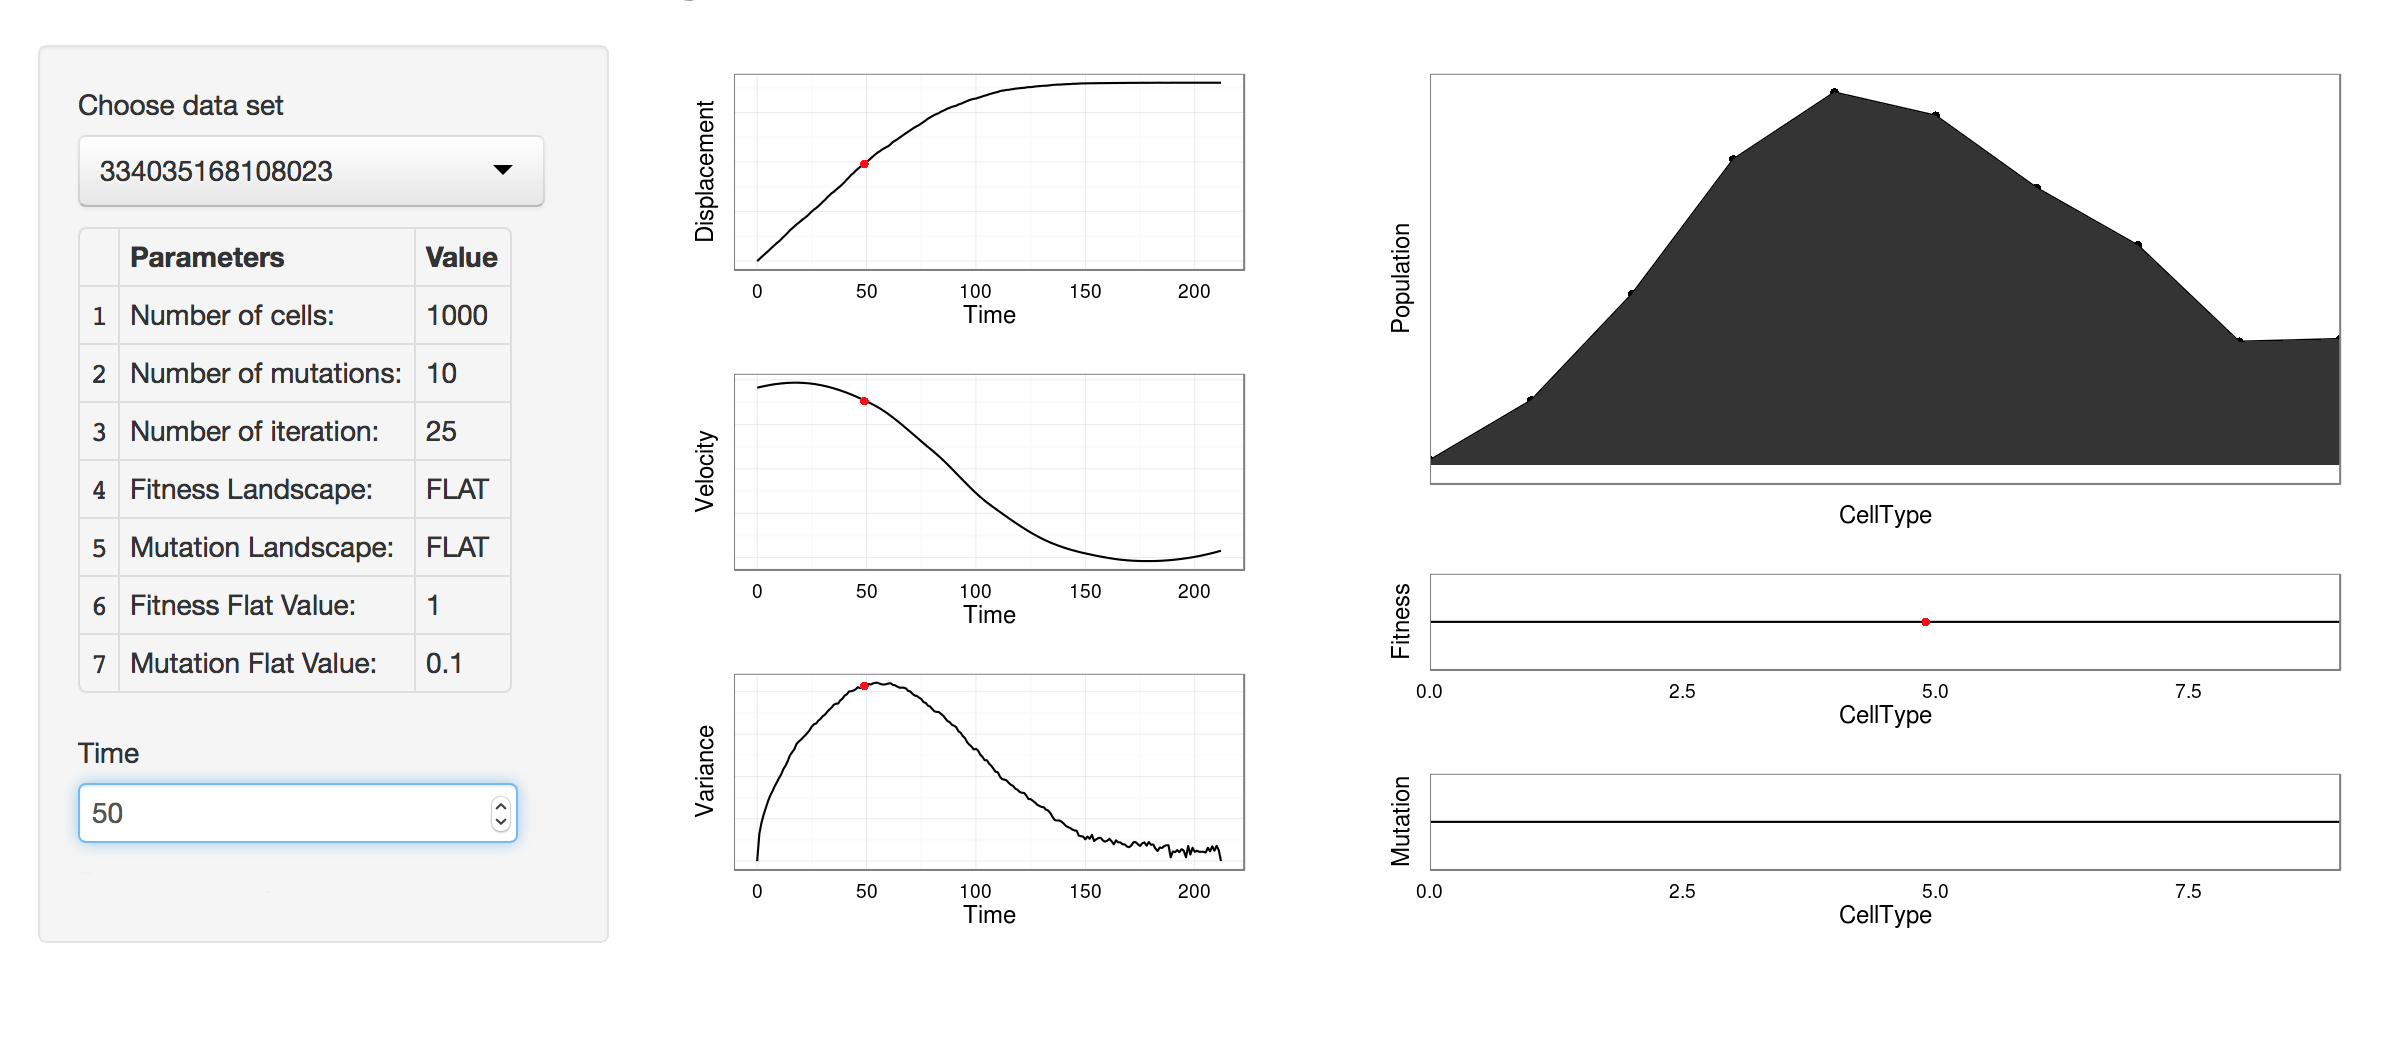 Choose data set
334035168108023
Parameters Value
1 Number of cells: 1000
2 Number of mutations: 10
3 Number of iteration: 25
4 Fitness Landscape: FLAT
5 Mutation Landscape: FLAT
6 Fitness Flat Value: 1
7 Mutation Flat Value: 0.1
Time
50
Displacement
0 50 100 150 200
Time
Velocity
0 50 100 150 200
Time
Variance
0 50 100 150 200
Time
Population
CellType
Fitness
0.0 2.5 5.0 7.5
CellType
Mutation
0.0 2.5 5.0 7.5
CellType